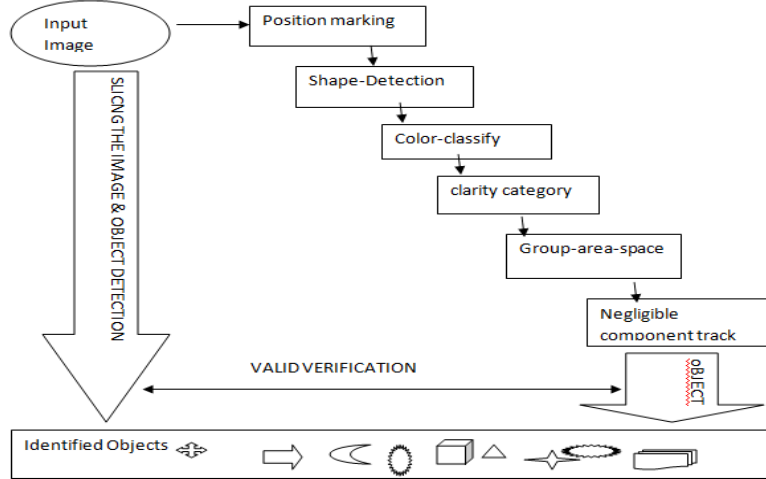 Input
Image
Position marking
Shape-Detection
Color-classify
clarity category
Group-area-space
Negligible
component track
SLICNG THE IMAGE & OBJECT DETECTION
VALID VERIFICATION
oBJECT
Identified Objects